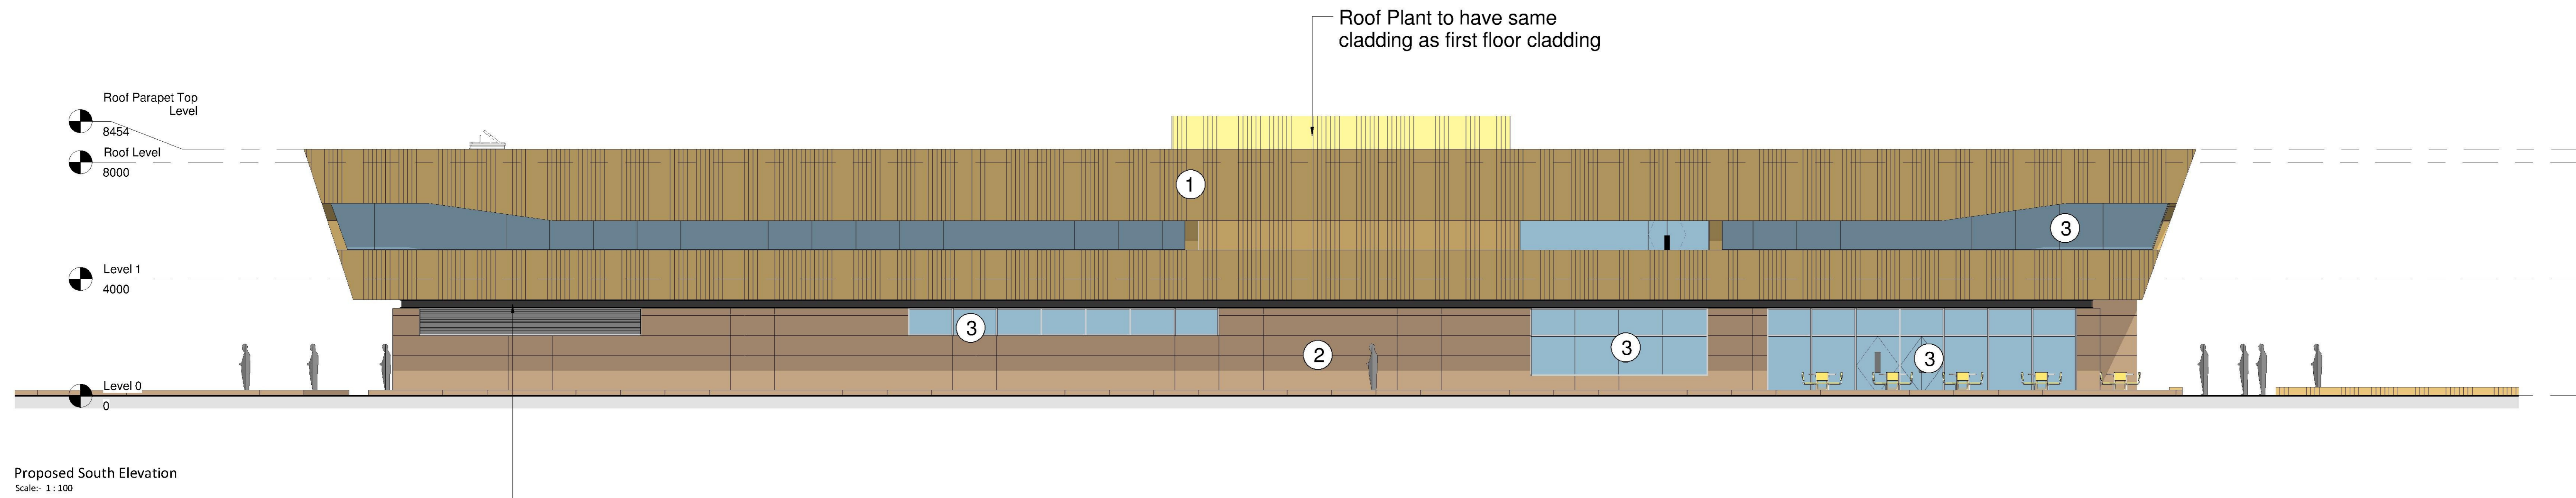 Roof Plant to have same
cladding as first floor cladding
Roof Parapet Top
Level
8454
Roof Level
8000
1
3
Level 1
4000
3
3
2
3
Level 0
0
Proposed South Elevation
Scale:- 1 : 100